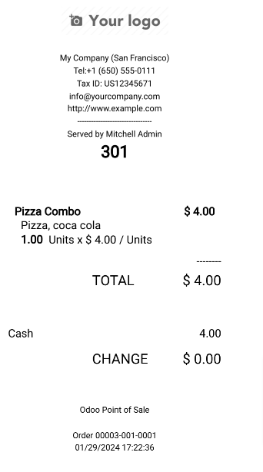 Your logo
My Company (San Francisco)
Tel:+1 (650) 555-0111
Tax ID: US12345671
info@yourcompany.com
http://www.example.com
--------------------------------
Served by Mitchell Admin
301
Pizza Combo $ 4.00
Pizza, coca cola
1.00 Units x $ 4.00 / Units
--------
TOTAL $ 4.00
Cash 4.00
CHANGE $ 0.00
Odoo Point of Sale
Order 00003-001-0001
01/29/2024 17:22:36